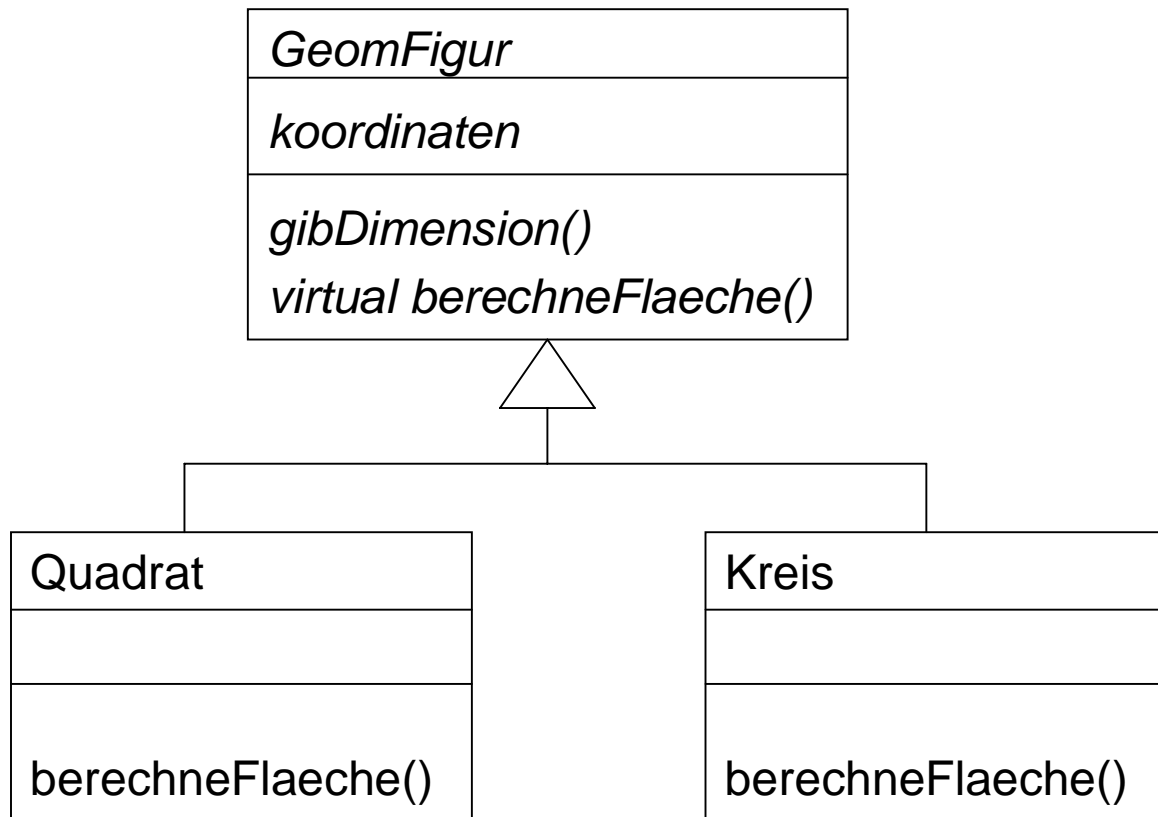 GeomFigur
koordinaten
gibDimension()
virtual berechneFlaeche()
Quadrat
berechneFlaeche()
Kreis
berechneFlaeche()